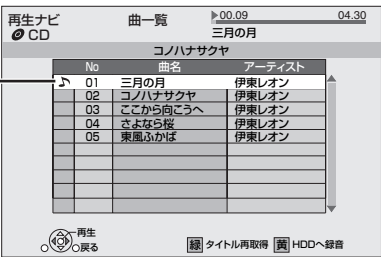 再生ナビ 曲一覧 00.09 04.30
CD 三月の月
コノハナサクヤ
No 曲名 アーティスト
01 三月の月 伊東レオン
02 コノハナサクヤ 伊東レオン
03 ここから向こうへ 伊東レオン
04 さよなら桜 伊東レオン
05 東風ふかば 伊東レオン
再生
戻る 緑 タイトル再取得 黄 HDDへ録音